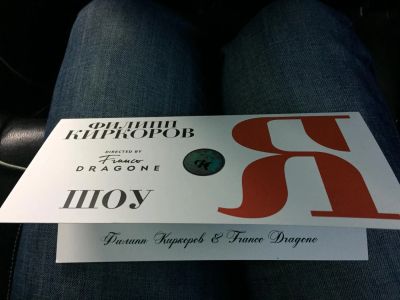 ФИЛИПП
КИРКОРОВ
DIRECTED BY
Franco
DRAGONE
ШОУ
Я
Филипп Киркоров & Franco Dragone